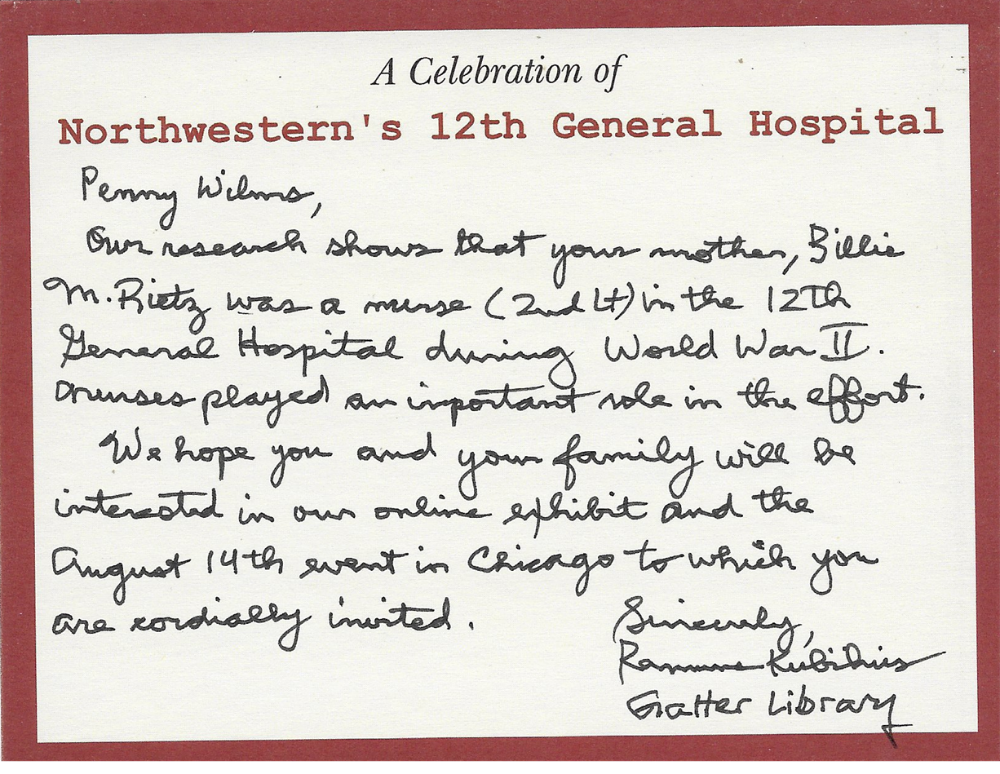 A Celebration of
Northwestern's 12th General Hospital
Penny Wilms,
Our research shows that your mother, Billie
M. Rietz was a nurse (2nd Lt) in the 12th
General Hospital during World War II.
Nurses played an important role in the effort.
We hope you and your family will be
interested in our online exhibit and the
August 14th event in Chicago to which you
are cordially invited.
Sincerely,
Ramune Kubilius
Galter Library